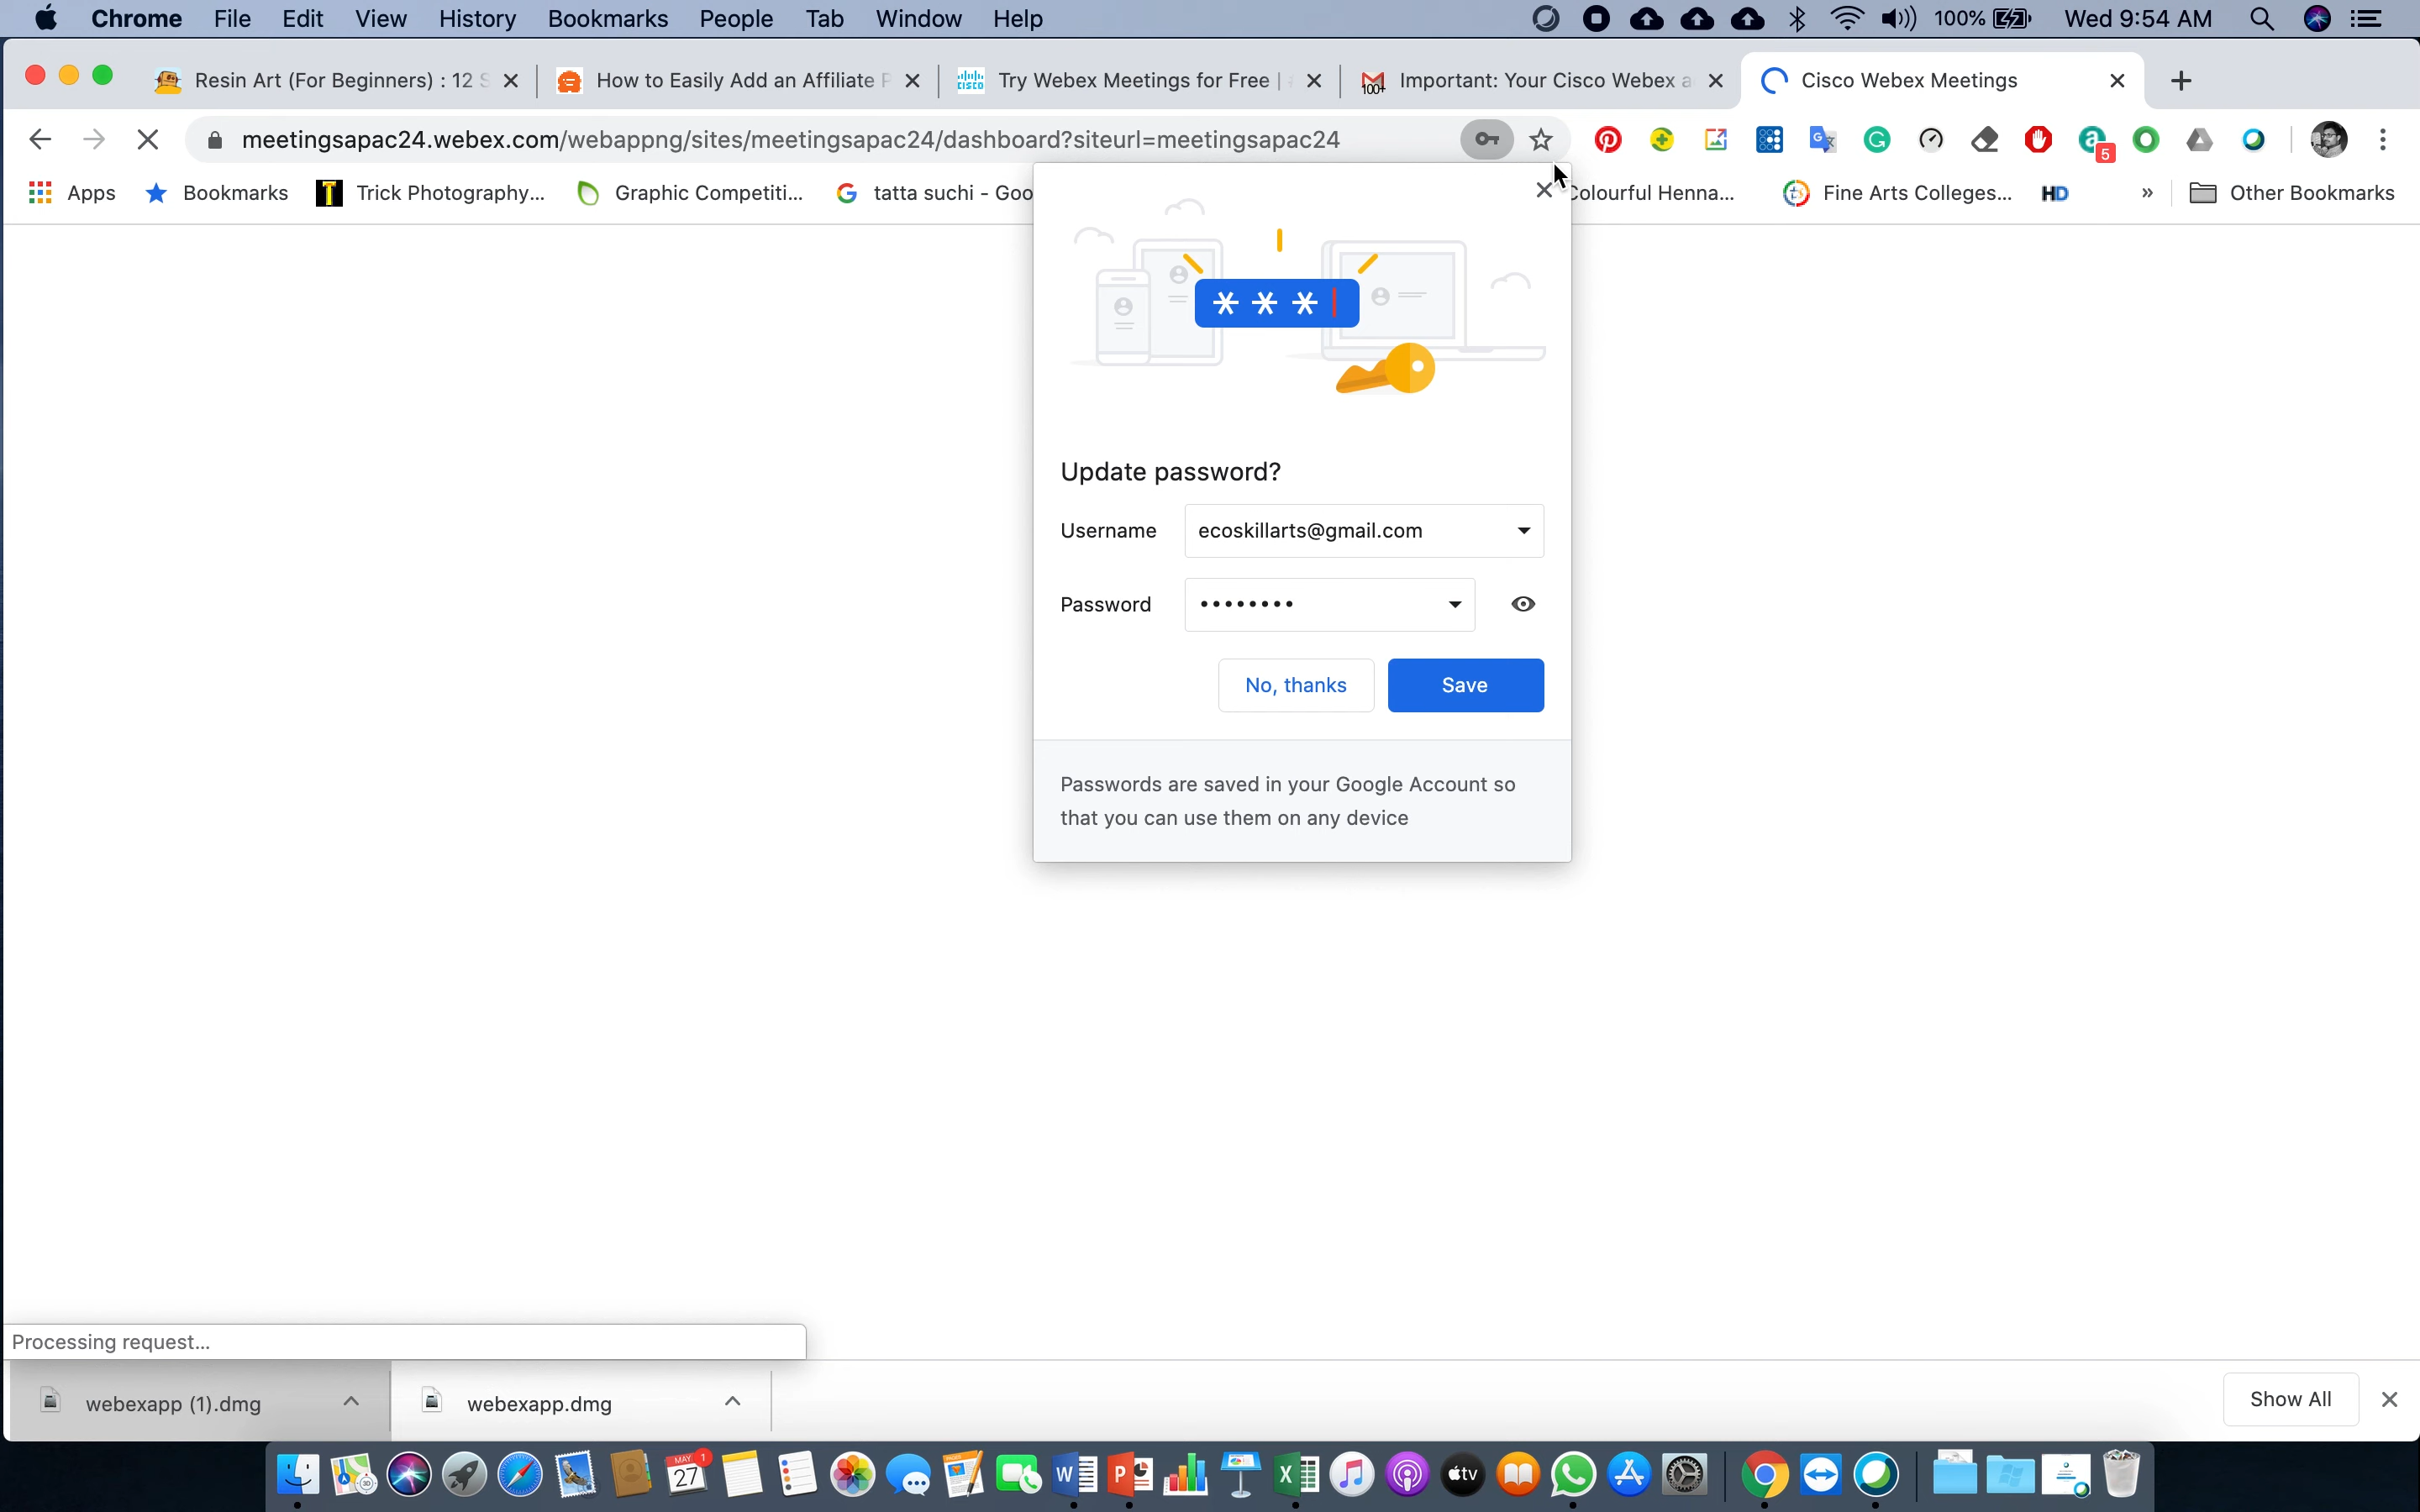 Chrome File Edit View History Bookmarks People Tab Window Help 100% Wed 9:54 AM
Resin Art (For Beginners) : 12 S How to Easily Add an Affiliate P Try Webex Meetings for Free | Important: Your Cisco Webex a Cisco Webex Meetings
meetingsapac24.webex.com/webappng/sites/meetingsapac24/dashboard?siteurl=meetingsapac24 5
Apps Bookmarks Trick Photography... Graphic Competiti... tatta suchi - Goo Colourful Henna... Fine Arts Colleges... HD » Other Bookmarks
* * *
Update password?
Username ecoskillarts@gmail.com
Password ••••••••
No, thanks Save
Passwords are saved in your Google Account so
that you can use them on any device
Processing request...
webexapp (1).dmg webexapp.dmg Show All
MAY 27 1 tv